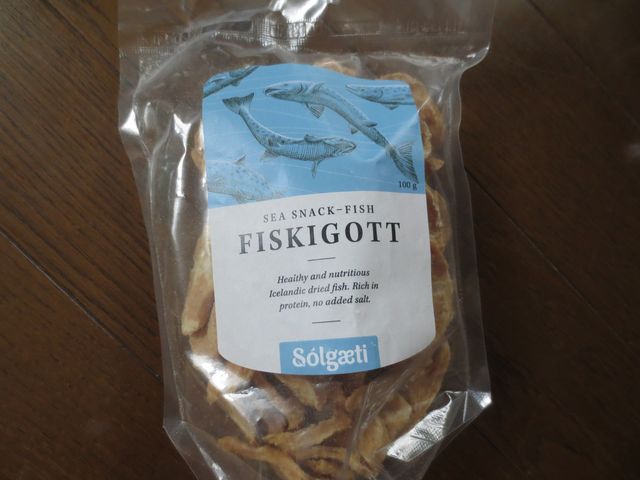 100 g
SEA SNACK-FISH
FISKIGOTT
Healthy and nutritious
Icelandic dried fish. Rich in
protein, no added salt.
Sólgæti